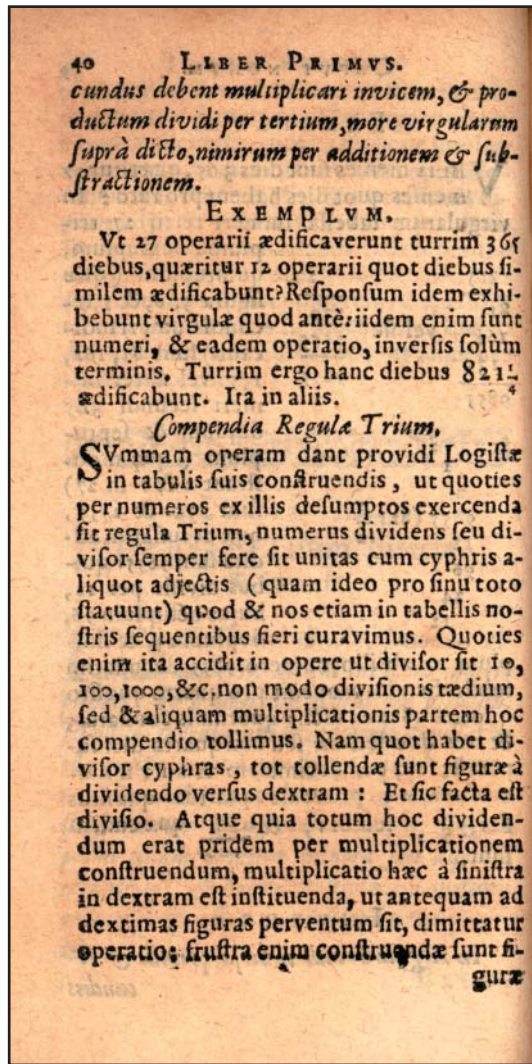 40 LIBER PRIMVS.
cundus debent multiplicari invicem, & pro-
ductum dividi per tertium, more virgularum
suprà dicto, nimirum per additionem & sub-
stractionem.
EXEMPLVM.
Vt 27 operarii ædificaverunt turrim 365
diebus, quæritur 12 operarii quot diebus si-
milem ædificabunt? Responsum idem exhi-
bebunt virgulæ quod antè: iidem enim sunt
numeri, & eadem operatio, inversis solùm
terminis. Turrim ergo hanc diebus 821 1/4
ædificabunt. Ita in aliis.
Compendia Regulæ Trium.
SVmmam operam dant providi Logistæ
in tabulis suis construendis, ut quoties
per numeros ex illis desumptos exercenda
sit regula Trium, numerus dividens seu di-
visor semper fere sit unitas cum cyphris a-
liquot adjectis (quam ideo pro sinu toto
statuunt) quod & nos etiam in tabellis no-
stris sequentibus fieri curavimus. Quoties
enim ita accidit in opere ut divisor sit 10,
100, 1000, &c. non modo divisionis tædium,
sed & aliquam multiplicationis partem hoc
compendio tollimus. Nam quot habet di-
visor cyphras, tot tollendæ sunt figuræ à
dividendo versus dextram: Et sic facta est
divisio. Atque quia totum hoc dividen-
dum erat pridem per multiplicationem
construendum, multiplicatio hæc à sinistra
in dextram est instituenda, ut antequam ad
dextimas figuras perventum sit, dimittatur
operatio: frustra enim construendæ sunt fi-
guræ